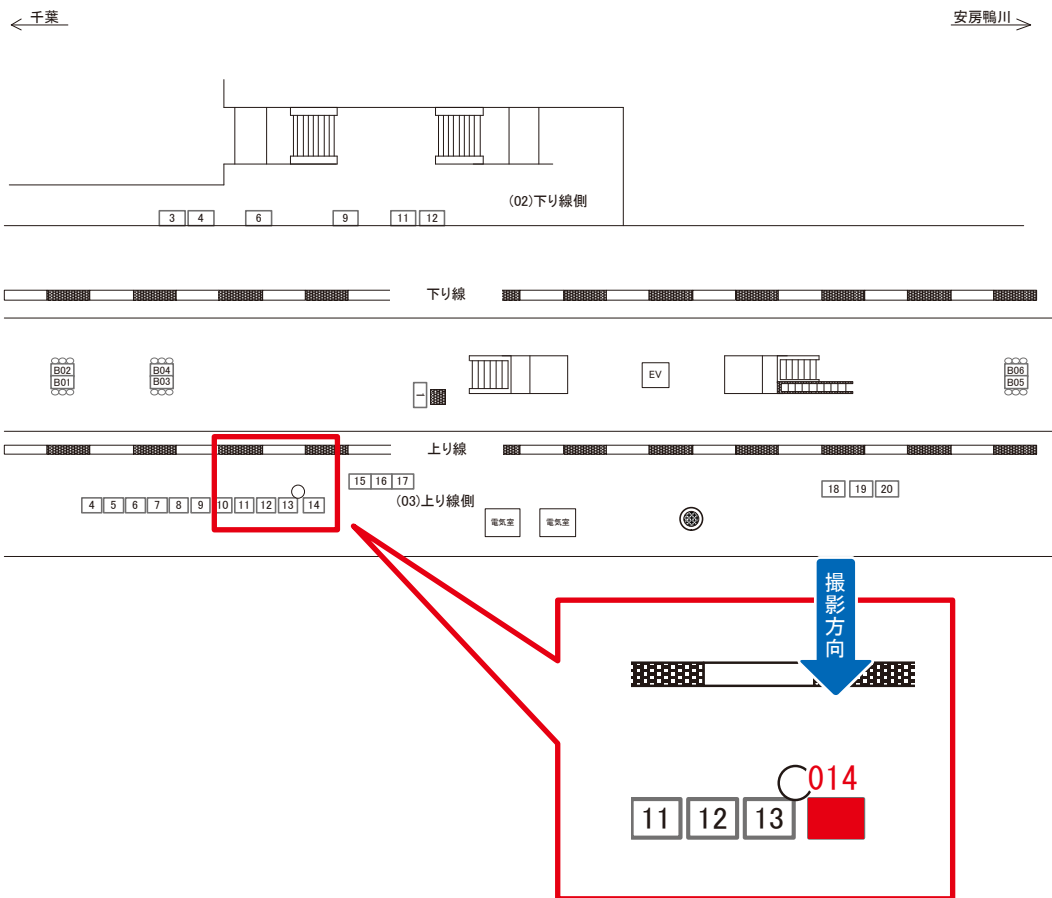 千葉
安房鴨川
(02)下り線側
3 4 6 9 11 12
下り線
B02 B04 B06
B01 B03 B05
EV
1
上り線
15 16 17
18 19 20
4 5 6 7 8 9 10 11 12 13 14
(03)上り線側
電気室 電気室
撮影方向
014
11 12 13